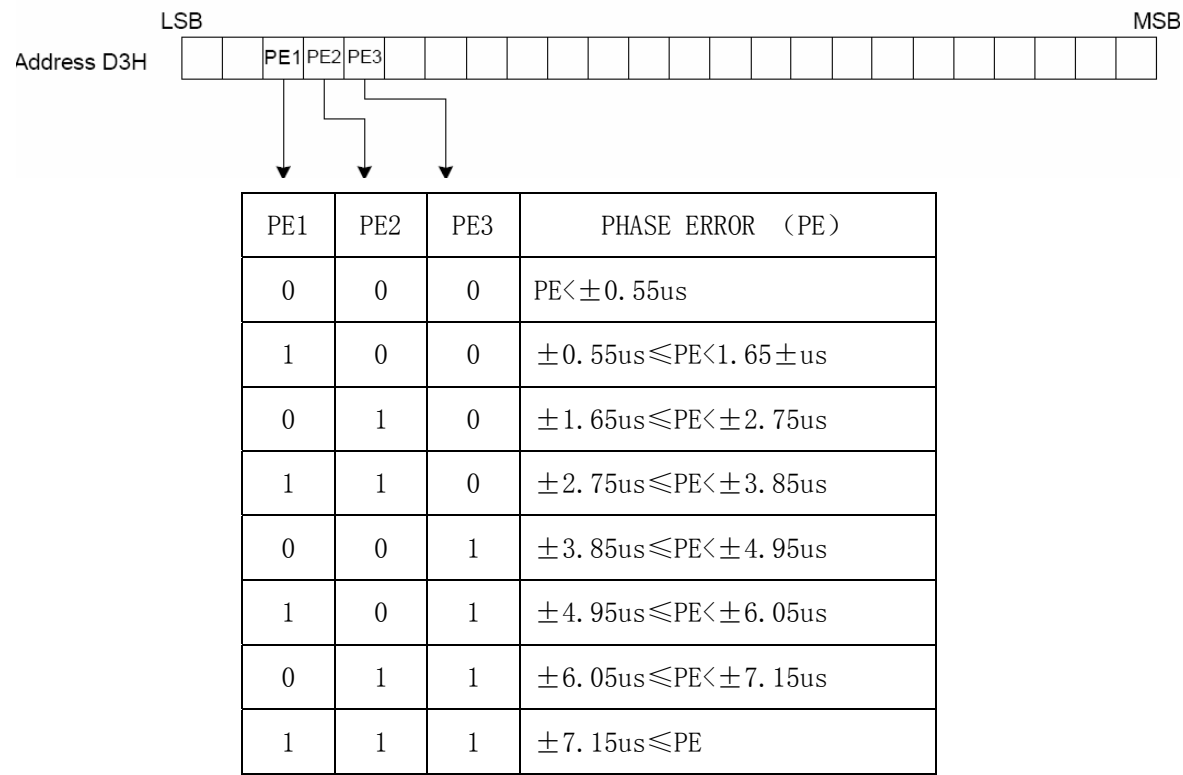 LSB MSB
Address D3H PE1 PE2 PE3
PE1 PE2 PE3 PHASE ERROR （PE）
0 0 0 PE<±0.55us
1 0 0 ±0.55us≤PE<1.65±us
0 1 0 ±1.65us≤PE<±2.75us
1 1 0 ±2.75us≤PE<±3.85us
0 0 1 ±3.85us≤PE<±4.95us
1 0 1 ±4.95us≤PE<±6.05us
0 1 1 ±6.05us≤PE<±7.15us
1 1 1 ±7.15us≤PE